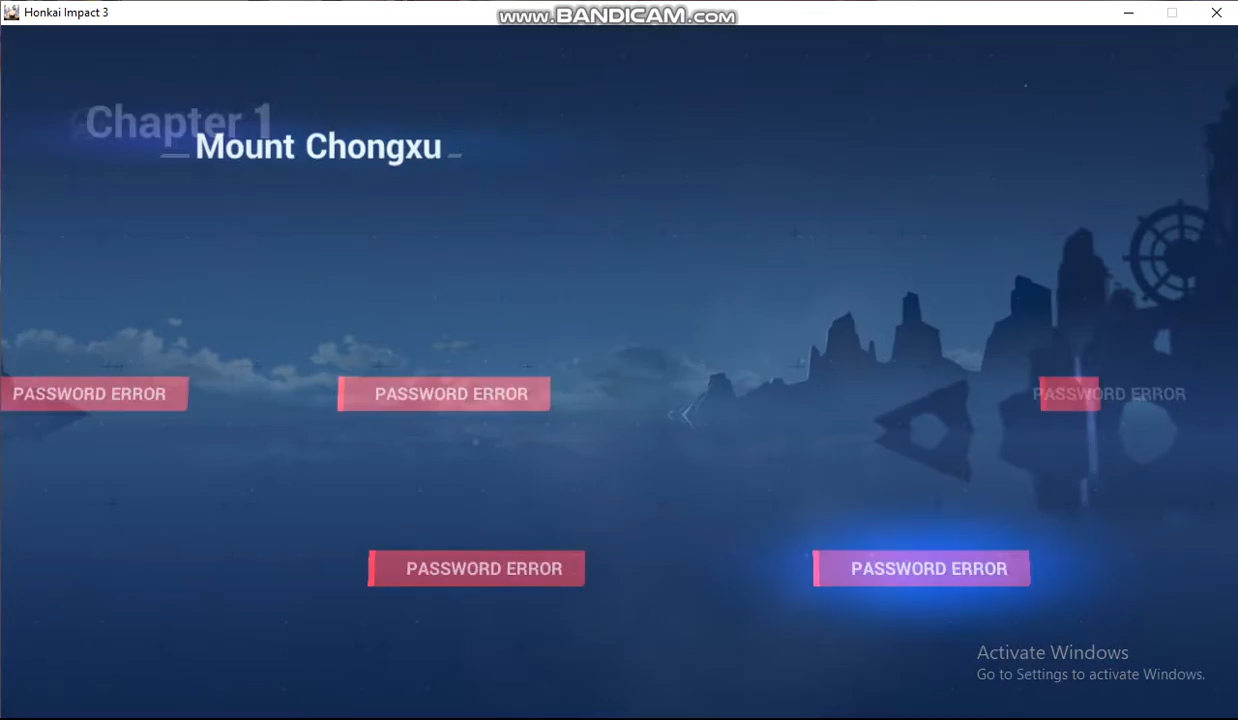 Honkai Impact 3
www.BANDICAM.com
Chapter 1
Mount Chongxu
PASSWORD ERROR
PASSWORD ERROR
PASSWORD ERROR
PASSWORD ERROR
PASSWORD ERROR
Activate Windows
Go to Settings to activate Windows.